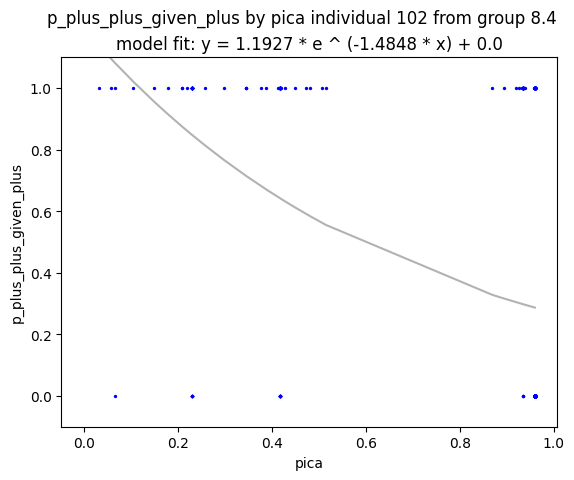 p_plus_plus_given_plus by pica individual 102 from group 8.4
model fit: y = 1.1927 * e ^ (-1.4848 * x) + 0.0
1.0
0.8
0.6
0.4
0.2
0.0
p_plus_plus_given_plus
0.0 0.2 0.4 0.6 0.8 1.0
pica